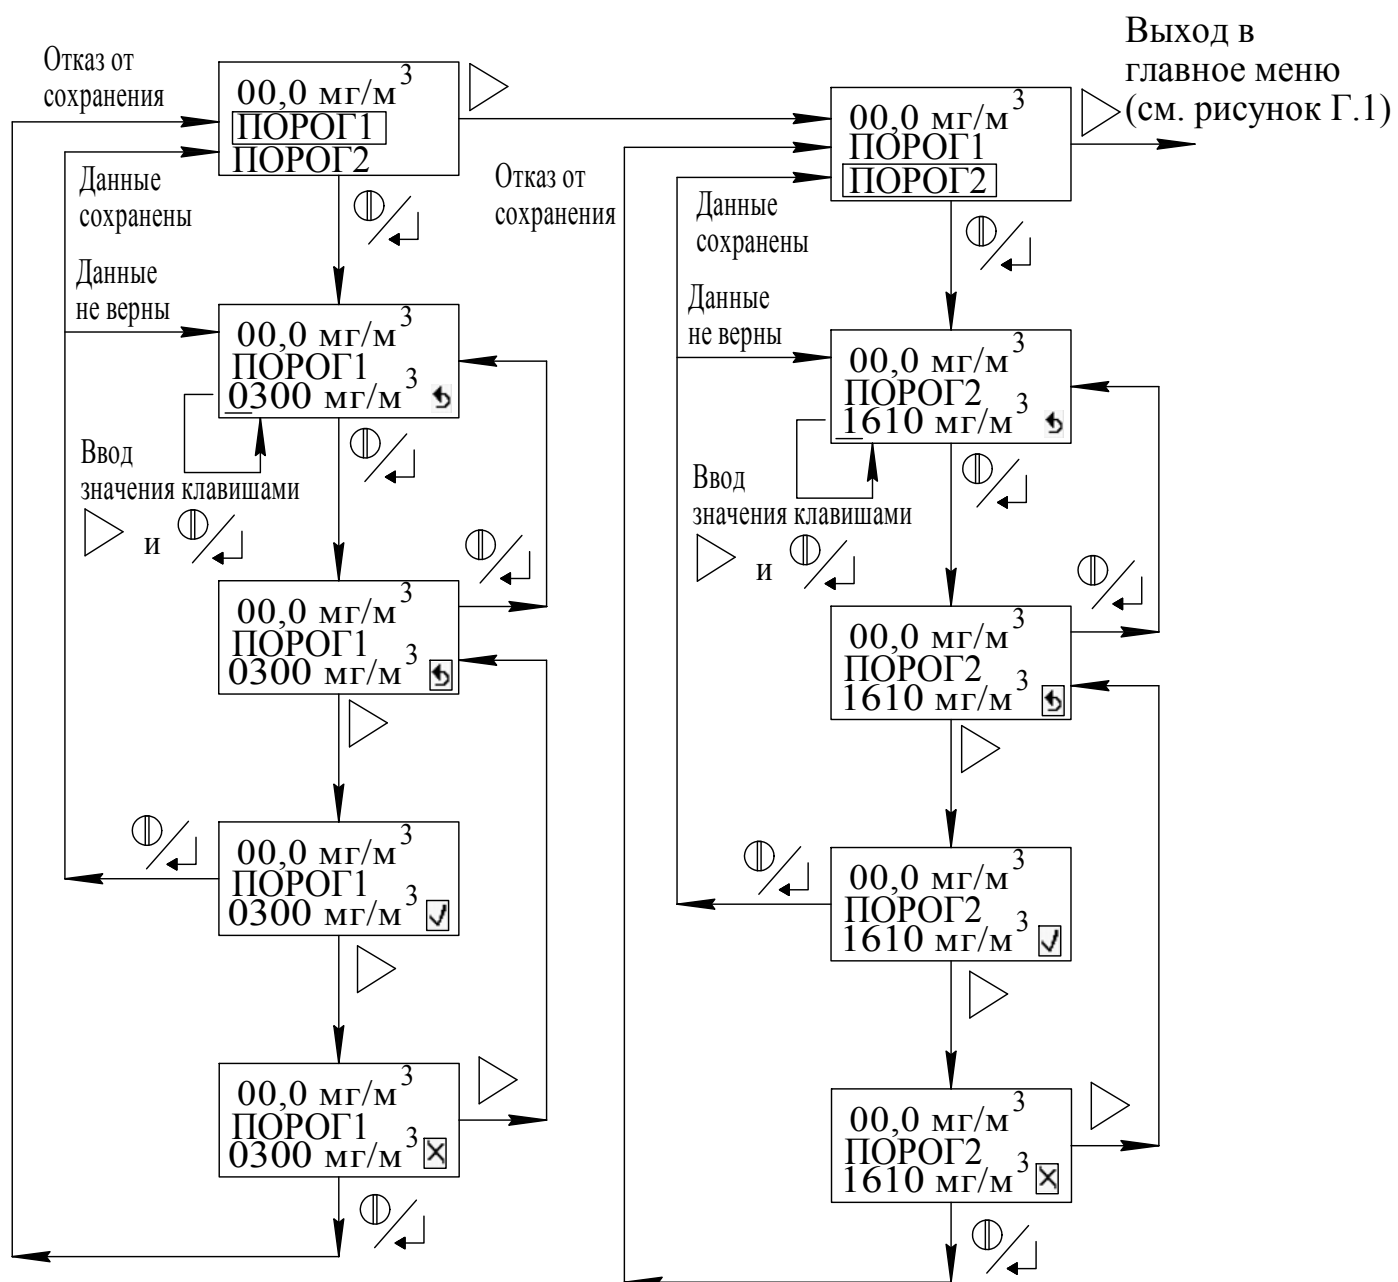 Выход в
главное меню
(см. рисунок Г.1)
Отказ от
сохранения
00,0 мг/м³
ПОРОГ1
ПОРОГ2
Данные
сохранены
Данные
не верны
00,0 мг/м³
ПОРОГ1
0300 мг/м³
Ввод
значения клавишами
и
00,0 мг/м³
ПОРОГ1
0300 мг/м³
00,0 мг/м³
ПОРОГ1
0300 мг/м³
00,0 мг/м³
ПОРОГ1
0300 мг/м³
Отказ от
сохранения
00,0 мг/м³
ПОРОГ1
ПОРОГ2
Данные
сохранены
Данные
не верны
00,0 мг/м³
ПОРОГ2
1610 мг/м³
Ввод
значения клавишами
и
00,0 мг/м³
ПОРОГ2
1610 мг/м³
00,0 мг/м³
ПОРОГ2
1610 мг/м³
00,0 мг/м³
ПОРОГ2
1610 мг/м³